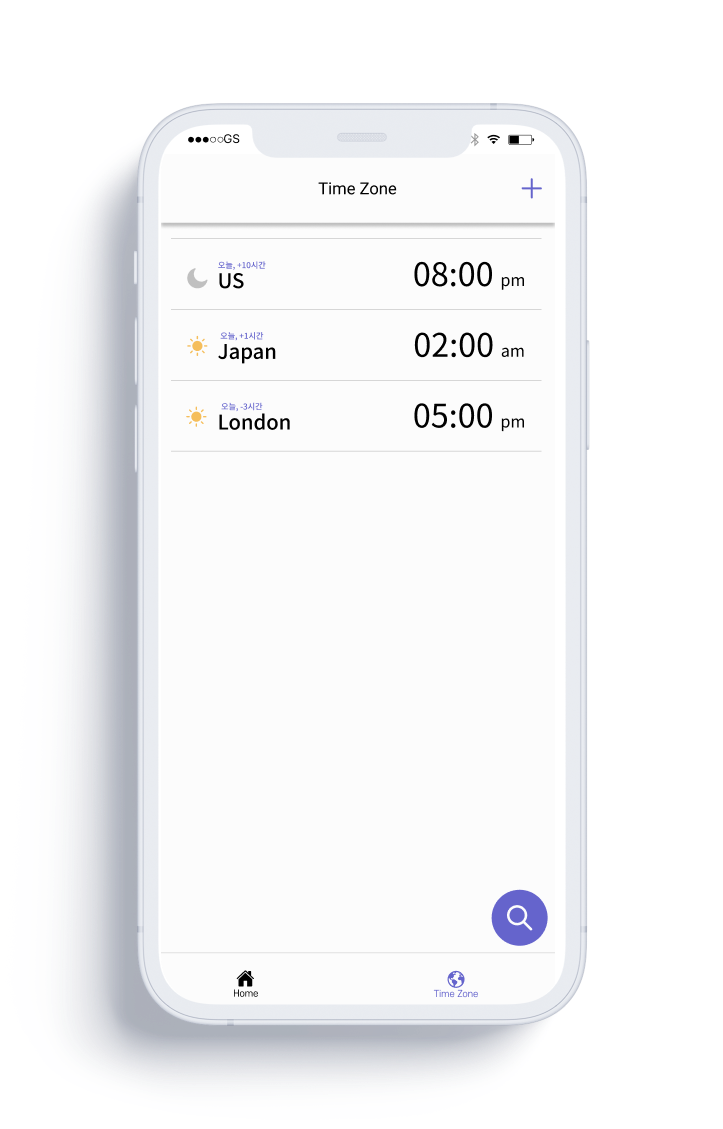 GS
Time Zone
오늘, +10시간
US
08:00 pm
오늘, +1시간
Japan
02:00 am
오늘, -3시간
London
05:00 pm
Home
Time Zone